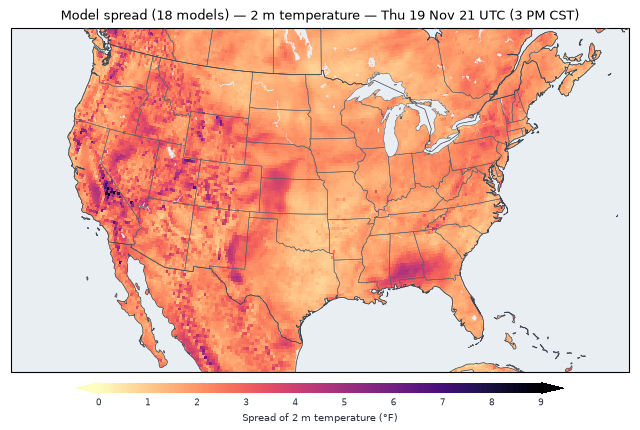 Model spread (18 models) — 2 m temperature — Thu 19 Nov 21 UTC (3 PM CST)
0 1 2 3 4 5 6 7 8 9
Spread of 2 m temperature (°F)